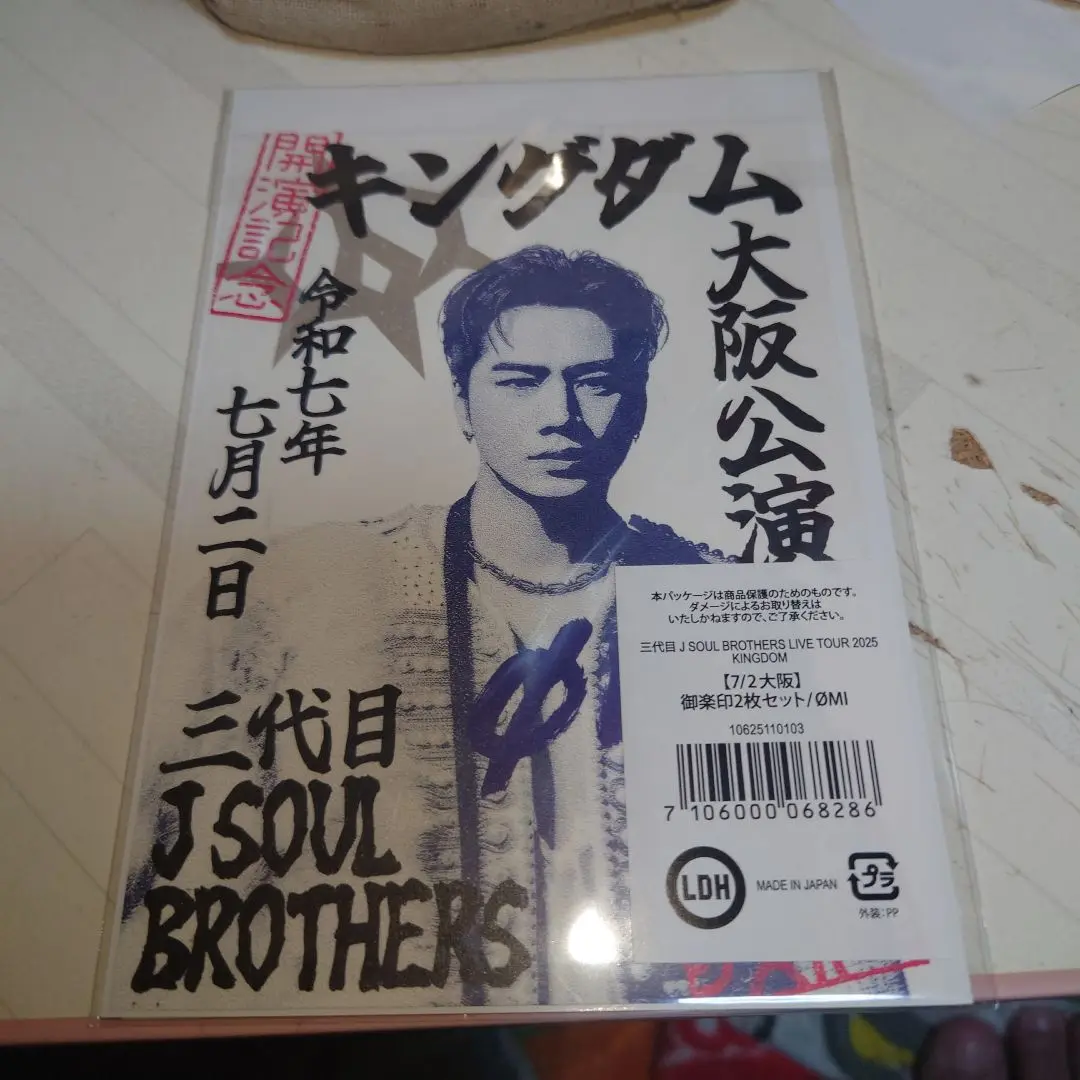 開演記念
キングダム
大阪公演
令和七年
七月二日
三代目
J SOUL
BROTHERS
本パッケージは商品保護のためのものです。
ダメージによるお取り替えは
いたしかねますので、ご了承ください。
三代目 J SOUL BROTHERS LIVE TOUR 2025
KINGDOM
【7/2 大阪】
御楽印2枚セット/ØMI
10625110103
7 106000 068286
LDH
MADE IN JAPAN
プラ
外装:PP